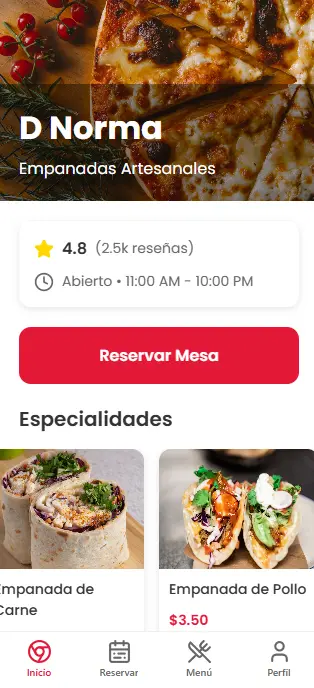 D Norma
Empanadas Artesanales
4.8 (2.5k reseñas)
Abierto • 11:00 AM - 10:00 PM
Reservar Mesa
Especialidades
Empanada de
Carne
Empanada de Pollo
$3.50
Inicio
Reservar
Menú
Perfil